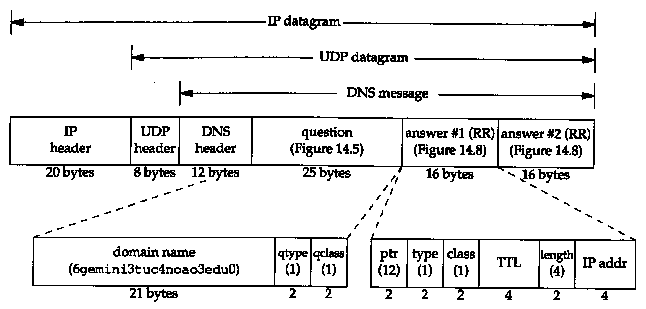 IP datagram
UDP datagram
DNS message
IP header
UDP header
DNS header
question (Figure 14.5)
answer #1 (RR) (Figure 14.8)
answer #2 (RR) (Figure 14.8)
20 bytes
8 bytes
12 bytes
25 bytes
16 bytes
16 bytes
domain name (6gemini3tuc4noao3edu0)
qtype (1)
qclass (1)
21 bytes
2
2
ptr (12)
type (1)
class (1)
TTL
length (4)
IP addr
2
2
2
4
2
4